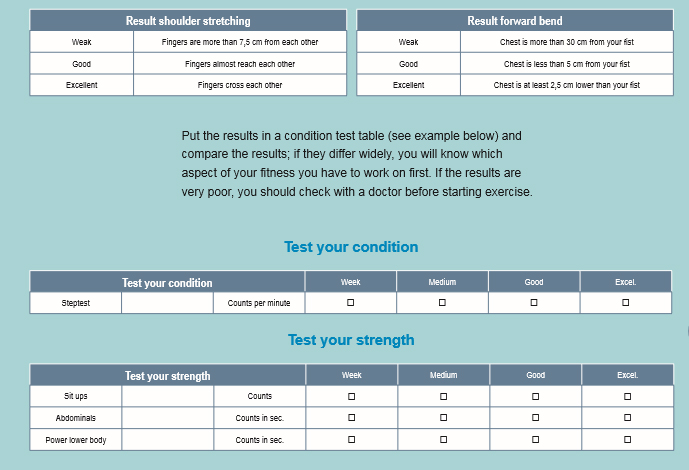 Result shoulder stretching
Weak Fingers are more than 7,5 cm from each other
Good Fingers almost reach each other
Excellent Fingers cross each other
Result forward bend
Weak Chest is more than 30 cm from your fist
Good Chest is less than 5 cm from your fist
Excellent Chest is at least 2,5 cm lower than your fist
Put the results in a condition test table (see example below) and
compare the results; if they differ widely, you will know which
aspect of your fitness you have to work on first. If the results are
very poor, you should check with a doctor before starting exercise.
Test your condition
Test your condition Week Medium Good Excel.
Steptest Counts per minute ☐ ☐ ☐ ☐
Test your strength
Test your strength Week Medium Good Excel.
Sit ups Counts ☐ ☐ ☐ ☐
Abdominals Counts in sec. ☐ ☐ ☐ ☐
Power lower body Counts in sec. ☐ ☐ ☐ ☐